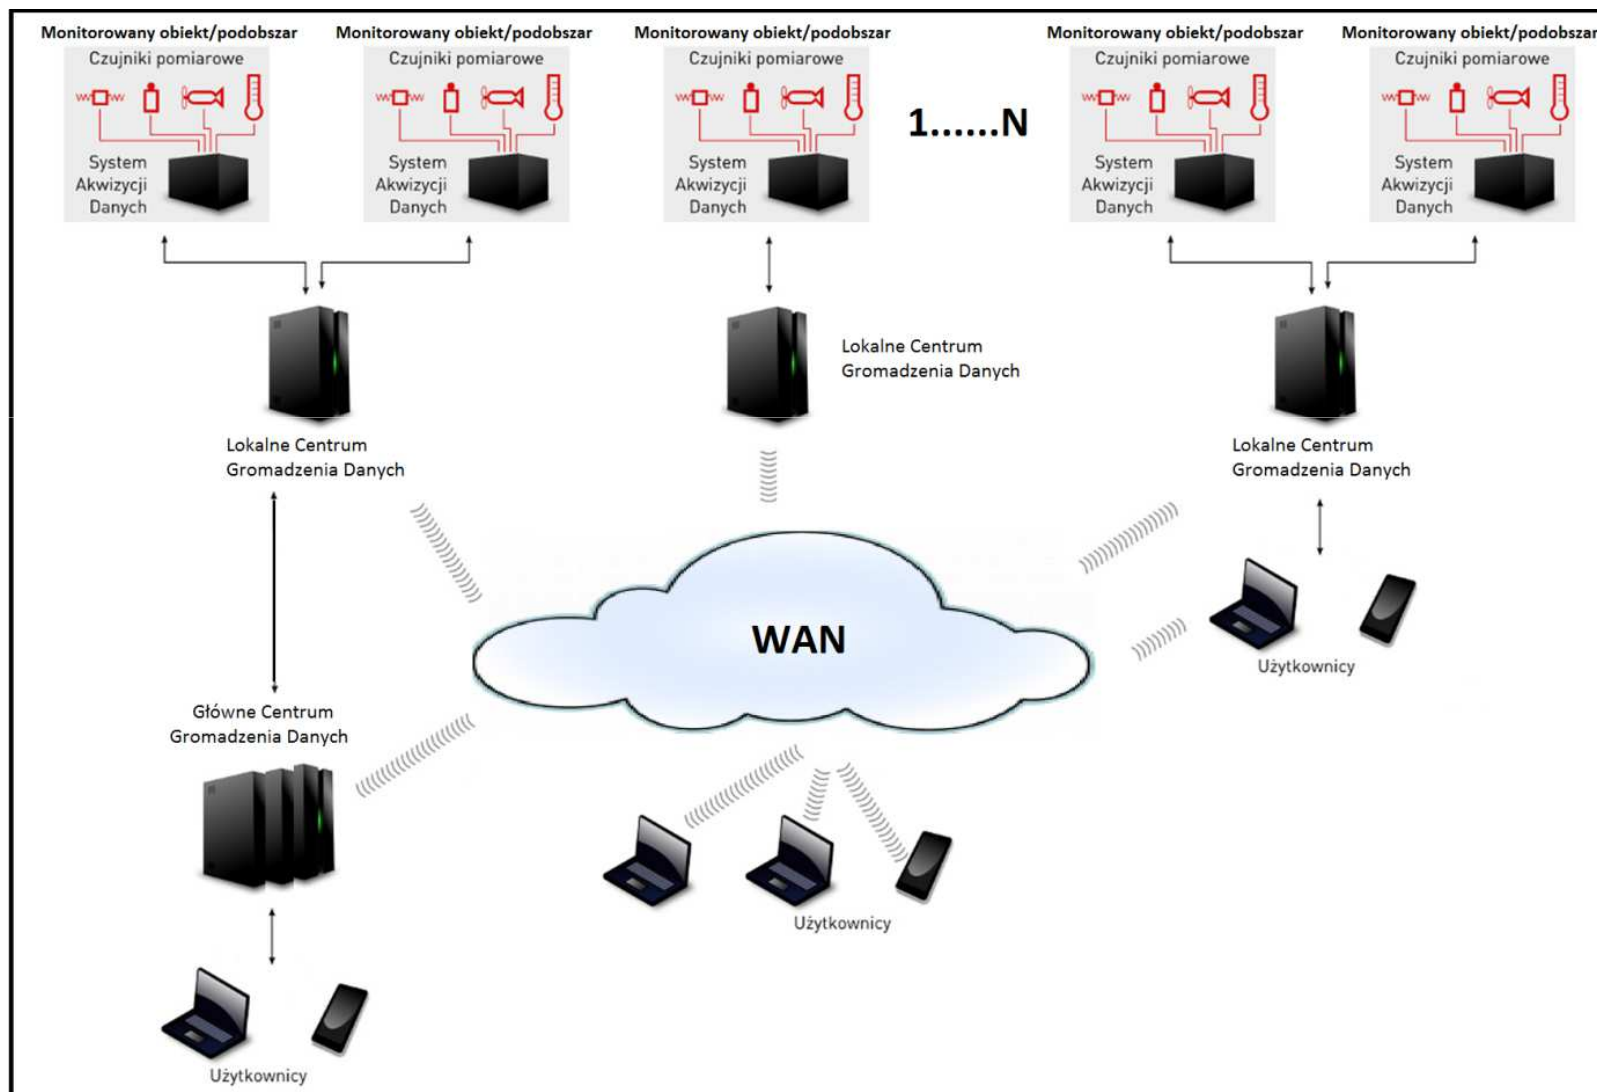 Monitorowany obiekt/podobszar
Monitorowany obiekt/podobszar
Monitorowany obiekt/podobszar
Monitorowany obiekt/podobszar
Monitorowany obiekt/podobszar
Czujniki pomiarowe
Czujniki pomiarowe
Czujniki pomiarowe
Czujniki pomiarowe
Czujniki pomiarowe
1......N
System
Akwizycji
Danych
System
Akwizycji
Danych
System
Akwizycji
Danych
System
Akwizycji
Danych
System
Akwizycji
Danych
Lokalne Centrum
Gromadzenia Danych
Lokalne Centrum
Gromadzenia Danych
Lokalne Centrum
Gromadzenia Danych
WAN
Użytkownicy
Główne Centrum
Gromadzenia Danych
Użytkownicy
Użytkownicy